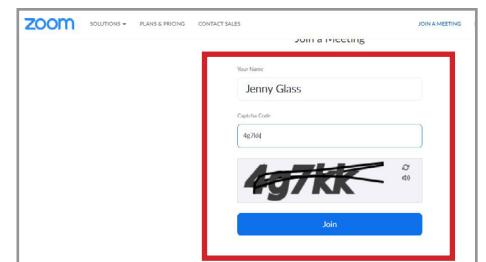 zoom SOLUTIONS PLANS & PRICING CONTACT SALES JOIN A MEETING
Join a Meeting
Your Name
Jenny Glass
Captcha Code
4g7kk
4g7kk
Join